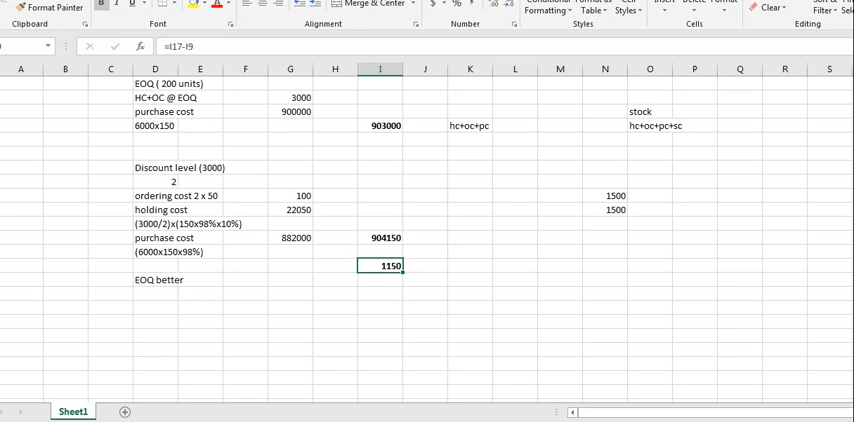 Format Painter
B I U
A
Merge & Center
$ % ,
Conditional Format as
Formatting Table Styles
Insert Delete Format
Clear
Sort &
Filter
Clipboard Font Alignment Number Styles Cells Editing
fx =I17-I9
A B C D E F G H I J K L M N O P Q R S
EOQ ( 200 units)
HC+OC @ EOQ 3000
purchase cost 900000 stock
6000x150 903000 hc+oc+pc hc+oc+pc+sc
Discount level (3000)
2
ordering cost 2 x 50 100 1500
holding cost 22050 1500
(3000/2)x(150x98%x10%)
purchase cost 882000 904150
(6000x150x98%)
1150
EOQ better
Sheet1